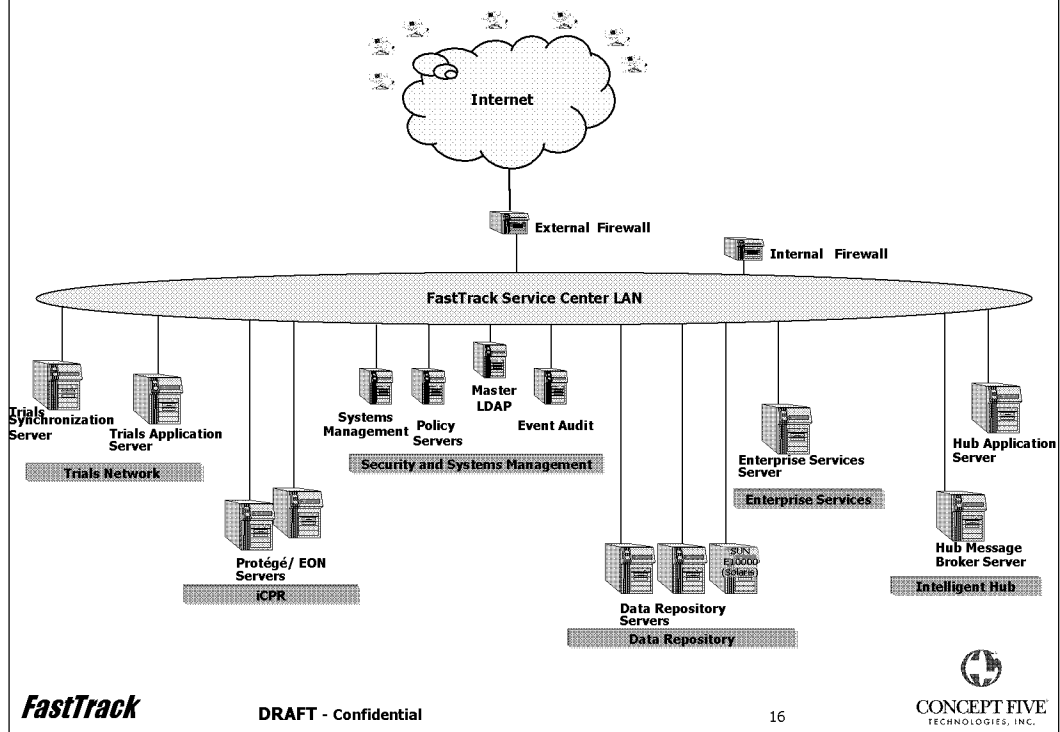 Internet
External Firewall
Internal Firewall
FastTrack Service Center LAN
Trials
Synchronization
Server
Trials Application
Server
Trials Network
Systems
Management
Policy
Servers
Master
LDAP
Event Audit
Security and Systems Management
Enterprise Services
Server
Enterprise Services
Hub Application
Server
Protégé/ EON
Servers
iCPR
SUN
E10000
(Solaris)
Data Repository
Servers
Data Repository
Hub Message
Broker Server
Intelligent Hub
FastTrack
DRAFT - Confidential
16
CONCEPT FIVE
TECHNOLOGIES, INC.